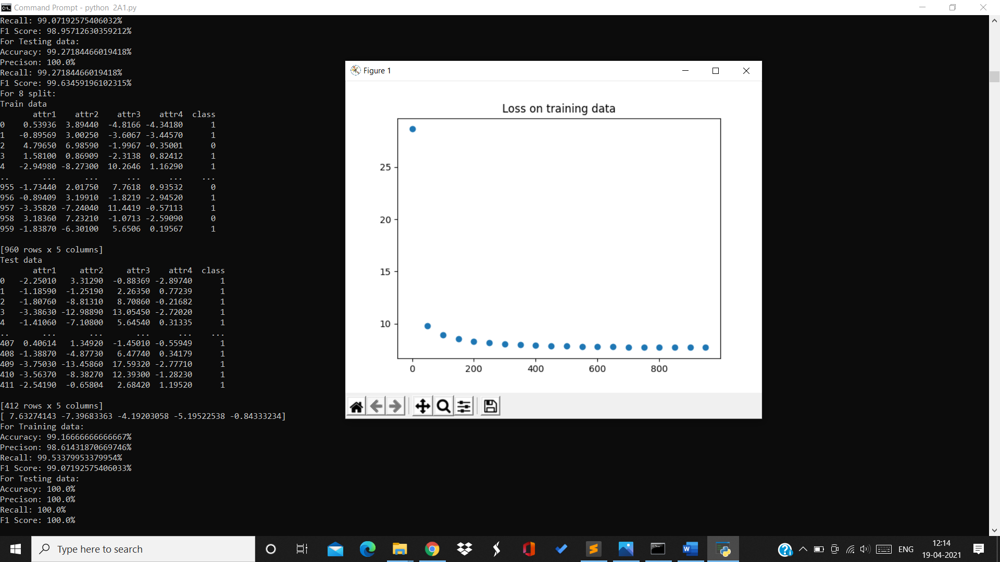 Command Prompt - python  2A1.py
Recall: 99.07192575406032%
F1 Score: 98.95712630359212%
For Testing data:
Accuracy: 99.27184466019418%
Precison: 100.0%
Recall: 99.27184466019418%
F1 Score: 99.63459196102315%
For 8 split:
Train data
attr1 attr2 attr3 attr4 class
0 0.53936 3.89440 -4.8166 -4.34180 1
1 -0.89569 3.00250 -3.6067 -3.44570 1
2 4.79650 6.98590 -1.9967 -0.35001 0
3 1.58100 0.86909 -2.3138 0.82412 1
4 -2.94980 -8.27300 10.2646 1.16290 1
.. ... ... ... ... ...
955 -1.73440 2.01750 7.7618 0.93532 0
956 -0.89409 3.19910 -1.8219 -2.94520 1
957 -3.35820 -7.24040 11.4419 -0.57113 1
958 3.18360 7.23210 -1.0713 -2.59090 0
959 -1.83870 -6.30100 5.6506 0.19567 1
[960 rows x 5 columns]
Test data
attr1 attr2 attr3 attr4 class
0 -2.25010 3.31290 -0.88369 -2.89740 1
1 -1.18590 -1.25190 2.26350 0.77239 1
2 -1.80760 -8.81310 8.70860 -0.21682 1
3 -3.38630 -12.98890 13.05450 -2.72020 1
4 -1.41060 -7.10800 5.64540 0.31335 1
.. ... ... ... ... ...
407 0.40614 1.34920 -1.45010 -0.55949 1
408 -1.38870 -4.87730 6.47740 0.34179 1
409 -3.75030 -13.45860 17.59320 -2.77710 1
410 -3.56370 -8.38270 12.39300 -1.28230 1
411 -2.54190 -0.65804 2.68420 1.19520 1
[412 rows x 5 columns]
[ 7.63274143 -7.39683363 -4.19203058 -5.19522538 -0.84333234]
For Training data:
Accuracy: 99.16666666666667%
Precison: 98.61431870669746%
Recall: 99.53379953379954%
F1 Score: 99.07192575406033%
For Testing data:
Accuracy: 100.0%
Precison: 100.0%
Recall: 100.0%
F1 Score: 100.0%
Figure 1
Loss on training data
25
20
15
10
0 200 400 600 800
Type here to search
ENG
12:14
19-04-2021